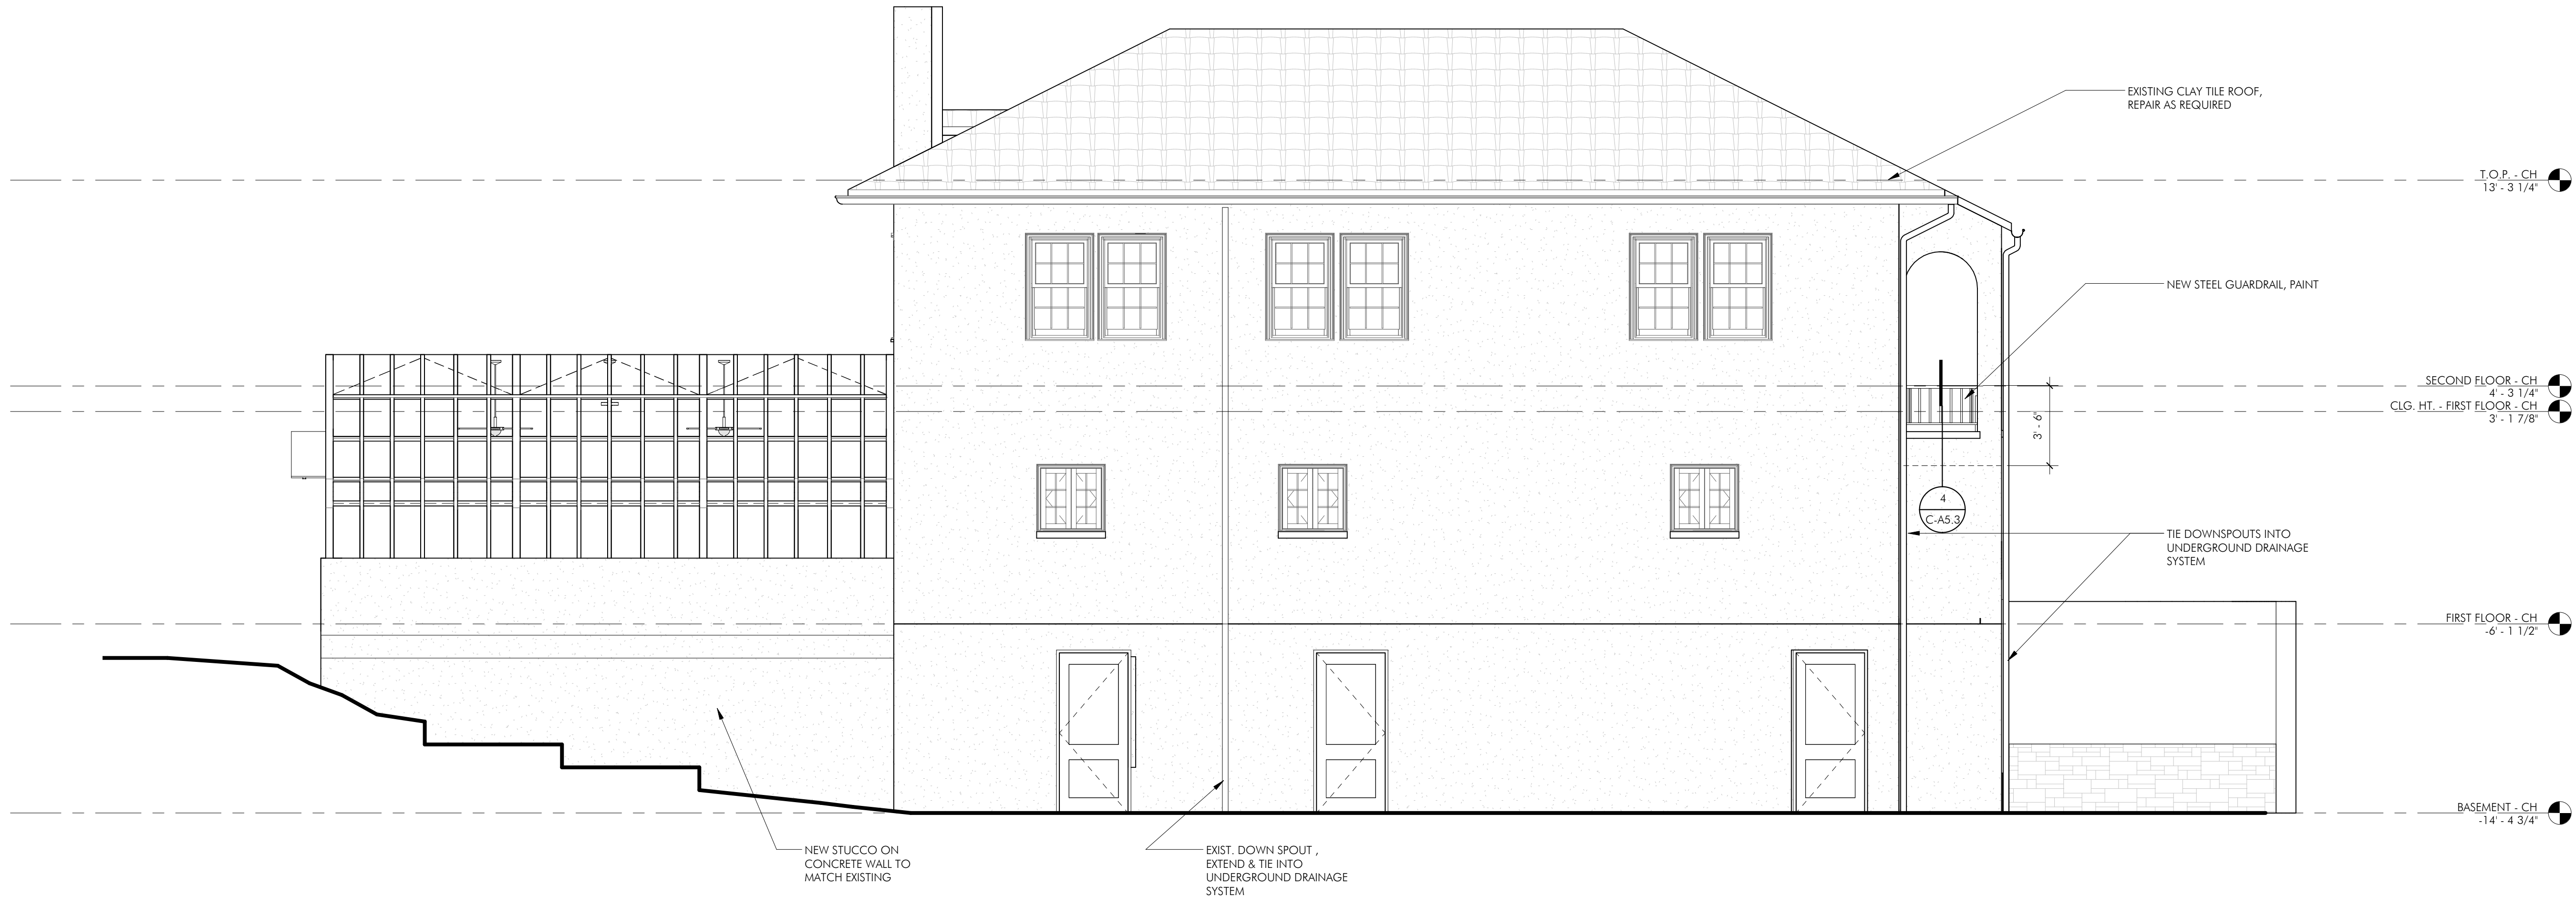 EXISTING CLAY TILE ROOF,
REPAIR AS REQUIRED
T.O.P. - CH
13' - 3 1/4"
NEW STEEL GUARDRAIL, PAINT
SECOND FLOOR - CH
4' - 3 1/4"
CLG. HT. - FIRST FLOOR - CH
3' - 1 7/8"
3' - 6"
4
C-A5.3
TIE DOWNSPOUTS INTO
UNDERGROUND DRAINAGE
SYSTEM
FIRST FLOOR - CH
-6' - 1 1/2"
BASEMENT - CH
-14' - 4 3/4"
NEW STUCCO ON
CONCRETE WALL TO
MATCH EXISTING
EXIST. DOWN SPOUT ,
EXTEND & TIE INTO
UNDERGROUND DRAINAGE
SYSTEM